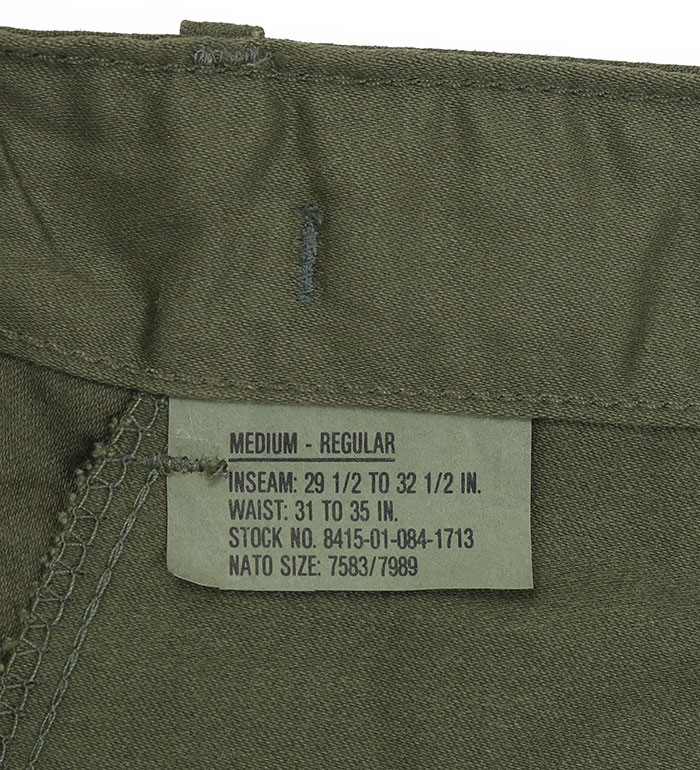 MEDIUM - REGULAR
INSEAM: 29 1/2 TO 32 1/2 IN.
WAIST: 31 TO 35 IN.
STOCK NO. 8415-01-084-1713
NATO SIZE: 7583/7989